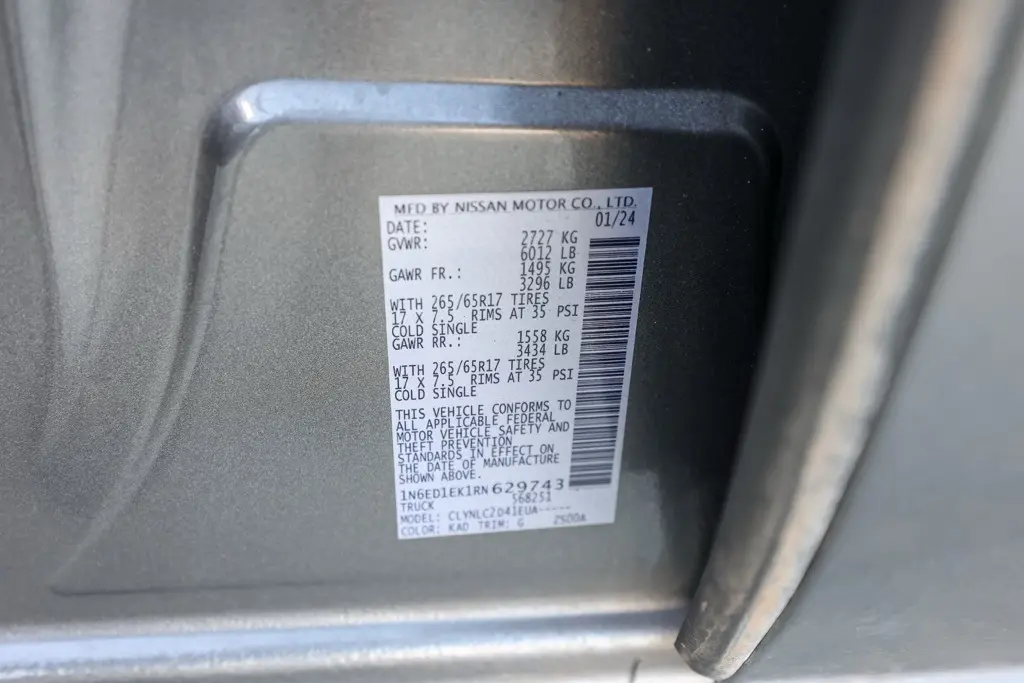 MFD BY NISSAN MOTOR CO., LTD.
DATE: 01/24
GVWR: 2727 KG
6012 LB
GAWR FR.: 1495 KG
3296 LB
WITH 265/65R17 TIRES
17 X 7.5 RIMS AT 35 PSI
COLD SINGLE
GAWR RR.: 1558 KG
3434 LB
WITH 265/65R17 TIRES
17 X 7.5 RIMS AT 35 PSI
COLD SINGLE
THIS VEHICLE CONFORMS TO
ALL APPLICABLE FEDERAL
MOTOR VEHICLE SAFETY AND
THEFT PREVENTION
STANDARDS IN EFFECT ON
THE DATE OF MANUFACTURE
SHOWN ABOVE.
1N6ED1EK1RN629743
TRUCK 568251
MODEL: CLYNLC2D41EUA-----
COLOR: KAD TRIM: G